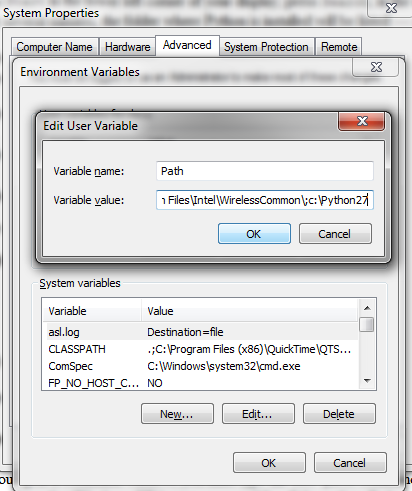 System Properties
Computer Name Hardware Advanced System Protection Remote
Environment Variables
Edit User Variable
Variable name: Path
Variable value: n Files\Intel\WirelessCommon\;c:\Python27
OK Cancel
System variables
Variable Value
asl.log Destination=file
CLASSPATH .;C:\Program Files (x86)\QuickTime\QTS...
ComSpec C:\Windows\system32\cmd.exe
FP_NO_HOST_C... NO
New... Edit... Delete
OK Cancel